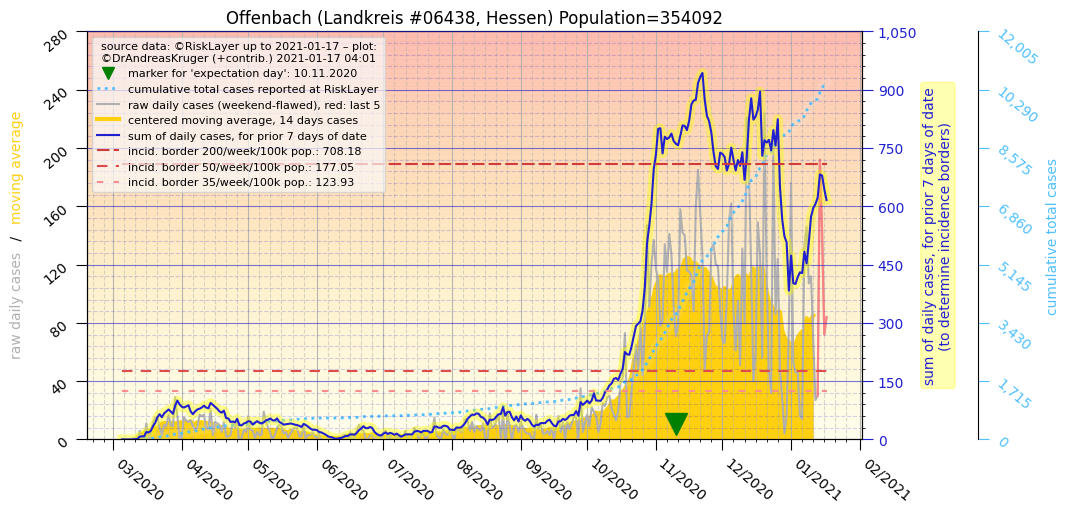 Offenbach (Landkreis #06438, Hessen) Population=354092
source data: ©RiskLayer up to 2021-01-17 – plot:
©DrAndreasKruger (+contrib.) 2021-01-17 04:01
marker for 'expectation day': 10.11.2020
cumulative total cases reported at RiskLayer
raw daily cases (weekend-flawed), red: last 5
centered moving average, 14 days cases
sum of daily cases, for prior 7 days of date
incid. border 200/week/100k pop.: 708.18
incid. border 50/week/100k pop.: 177.05
incid. border 35/week/100k pop.: 123.93
raw daily cases / moving average
280
240
200
160
120
80
40
0
03/2020
04/2020
05/2020
06/2020
07/2020
08/2020
09/2020
10/2020
11/2020
12/2020
01/2021
02/2021
1,050
900
750
600
450
300
150
0
sum of daily cases, for prior 7 days of date
(to determine incidence borders)
12,005
10,290
8,575
6,860
5,145
3,430
1,715
0
cumulative total cases